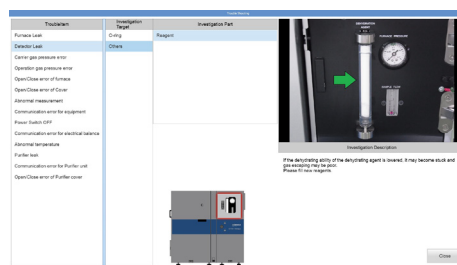 Trouble Shooting
Trouble Item
Investigation
Target
Investigation Part
Furnace Leak
Detector Leak
Carrier gas pressure error
Operation gas pressure error
Open/Close error of furnace
Open/Close error of Cover
Abnormal measurement
Communication error for equipment
Power Switch OFF
Communication error for electrical balance
Abnormal temperature
Purifier leak
Communication error for Purifier unit
Open/Close error of Purifier cover
O-ring
Others
Reagent
DEHYDRATING
AGENT
FURNACE PRESSURE
Investigation Description
If the dehydrating ability of the dehydrating agent is lowered, it may become stuck and
gas escaping may be poor.
Please fill new reagents.
Close